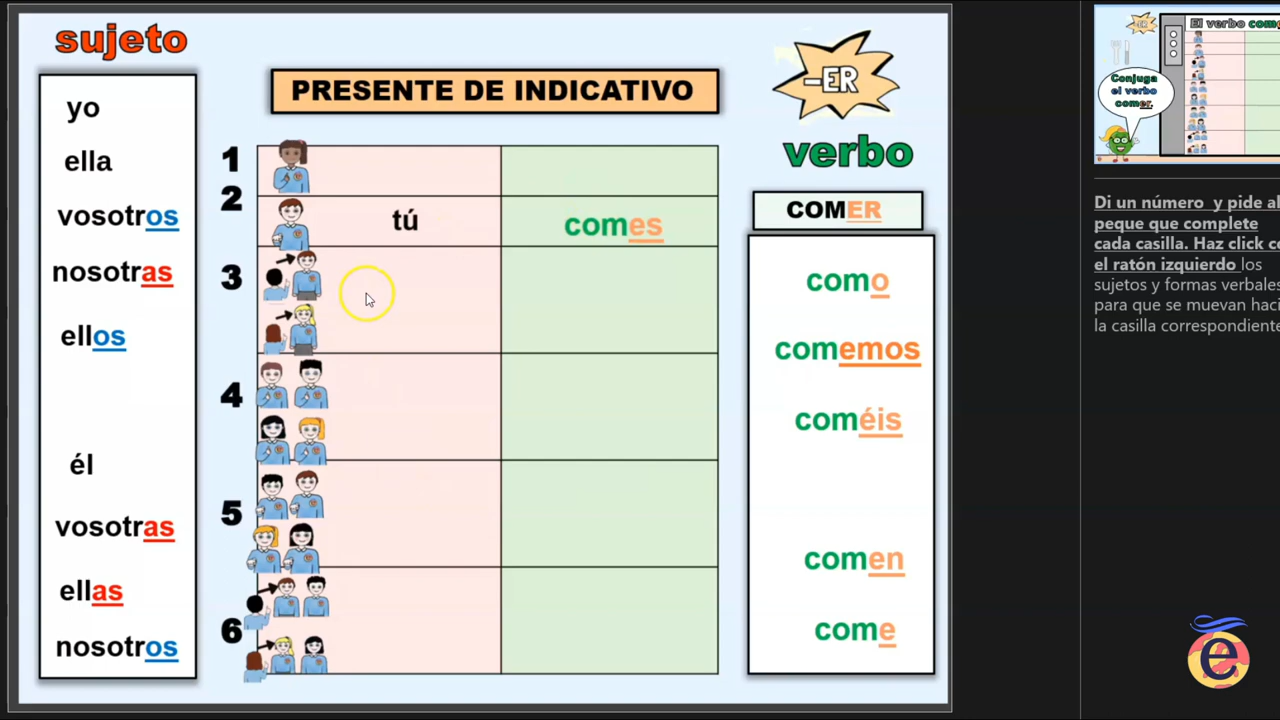 sujeto
yo
ella
vosotros
nosotras
ellos
él
vosotras
ellas
nosotros
PRESENTE DE INDICATIVO
1
2
tú
comes
3
4
5
6
-ER
verbo
COMER
como
comemos
coméis
comen
come
-ER
El verbo com
Conjuga
el verbo
comer.
Di un número y pide al
peque que complete
cada casilla. Haz click co
el ratón izquierdo los
sujetos y formas verbales
para que se muevan haci
la casilla correspondiente
e